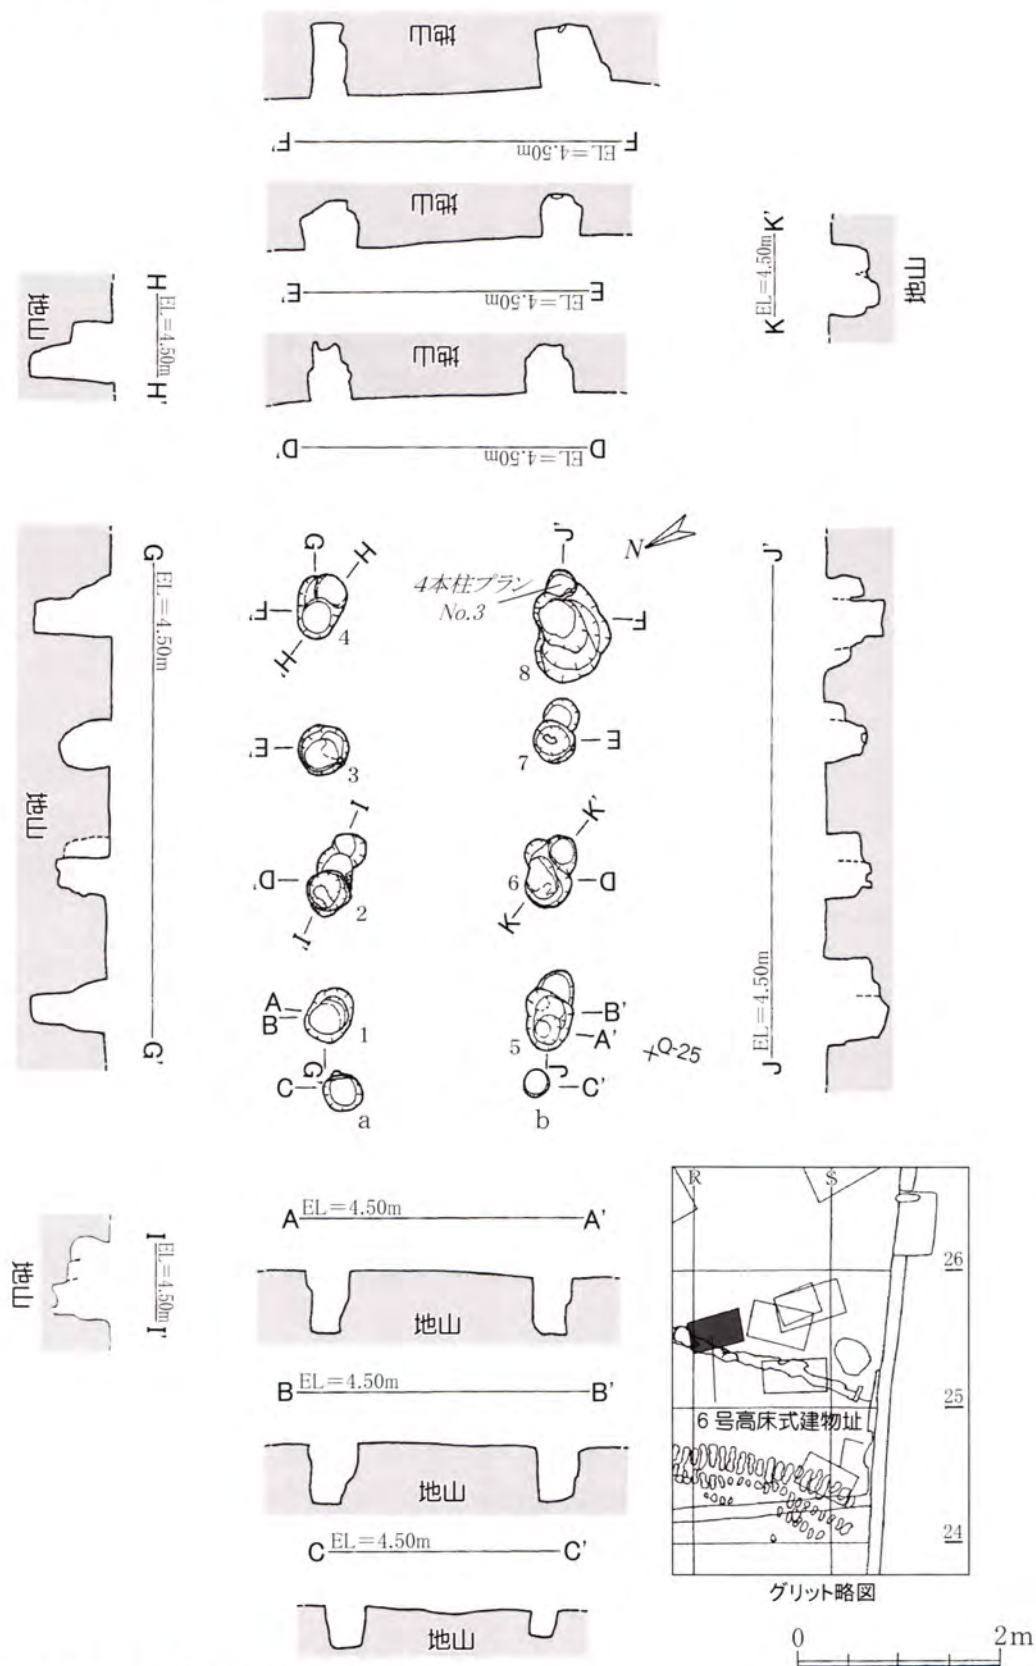 地山
F' F
EL=4.50m
地山
E' E
EL=4.50m
地山
D' D
EL=4.50m
地山
H EL=4.50m H'
K EL=4.50m K'
地山
G EL=4.50m G'
地山
J EL=4.50m J'
G
H
F'
H'
4
J'
4本柱プラン
No.3
F
8
N
E'
3
7
E
I
D'
2
I'
K'
6
D
K
A
B
1
G'
C
a
5
B'
A'
J
C'
b
Q-25
地山
I EL=4.50m I'
A EL=4.50m A'
地山
B EL=4.50m B'
地山
C EL=4.50m C'
地山
R S
26
25
6号高床式建物址
24
グリット略図
0 2m